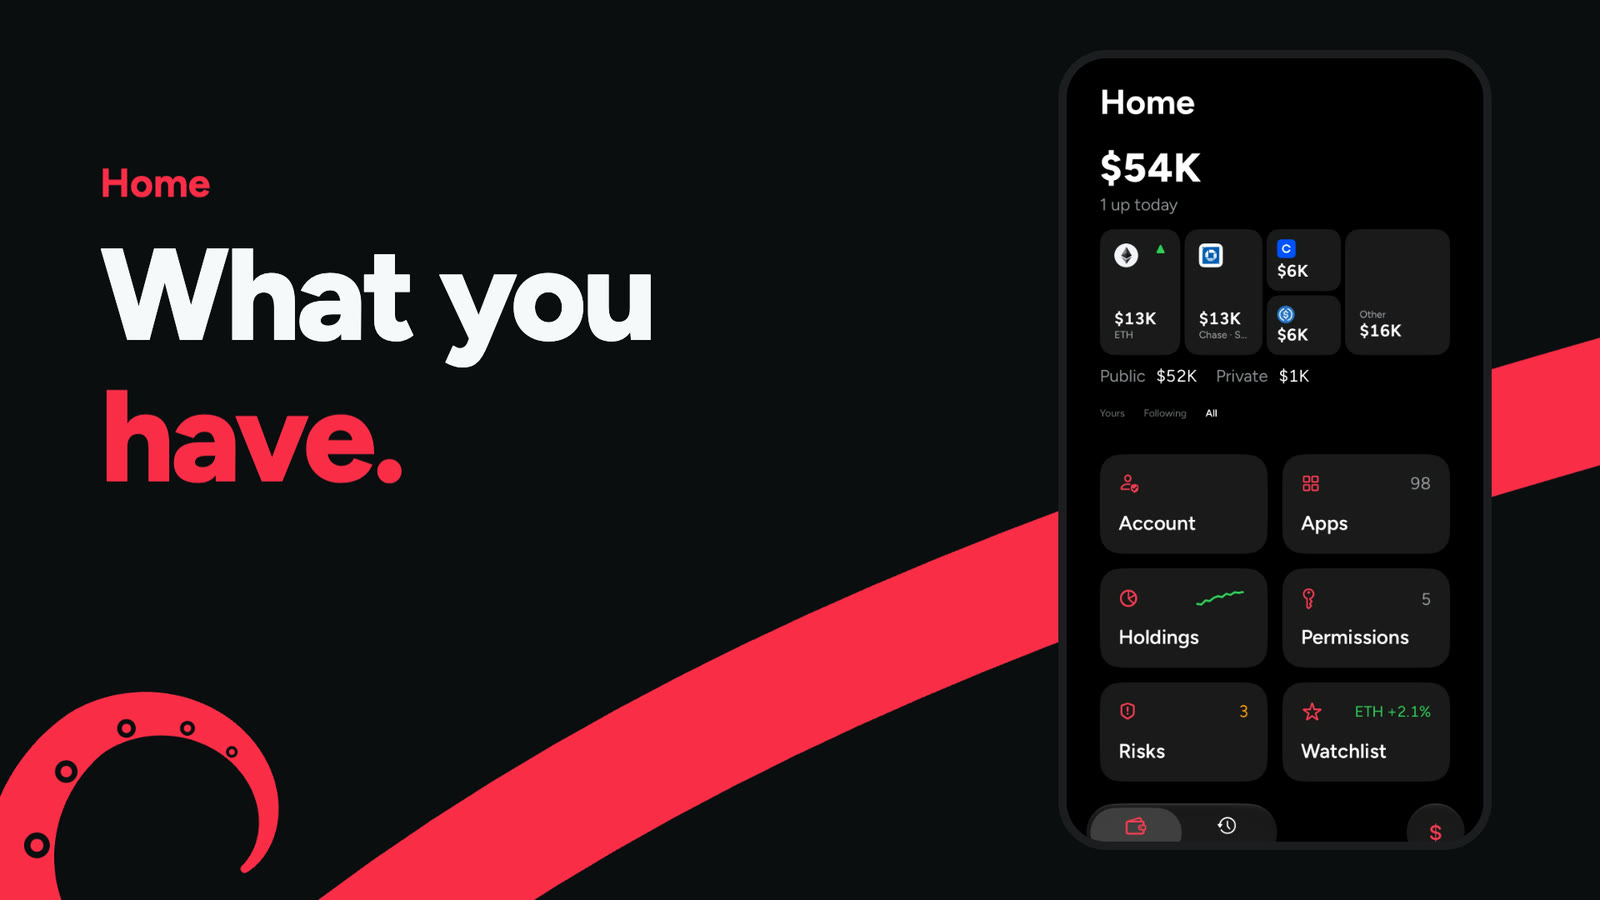 Home
What you
have.
Home
$54K
1 up today
$13K
ETH
$13K
Chase · S...
C
$6K
$6K
Other
$16K
Public $52K Private $1K
Yours Following All
Account
98
Apps
Holdings
5
Permissions
3
Risks
ETH +2.1%
Watchlist
$